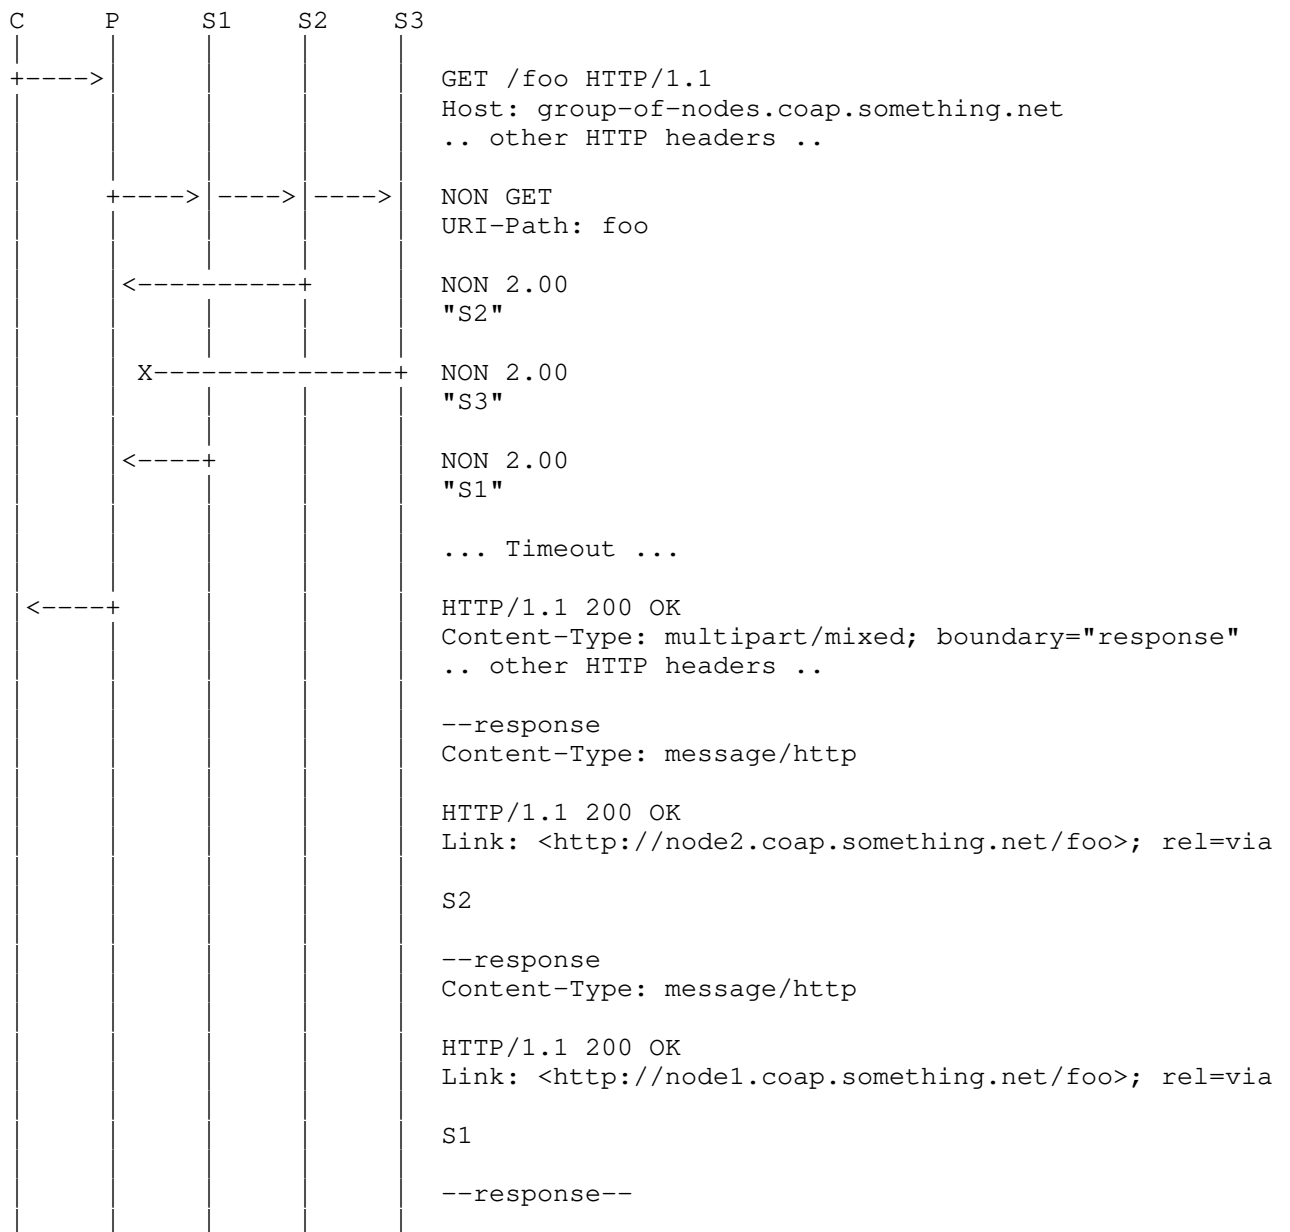 C P S1 S2 S3
GET /foo HTTP/1.1
Host: group-of-nodes.coap.something.net
.. other HTTP headers ..
NON GET
URI-Path: foo
NON 2.00
"S2"
X NON 2.00
"S3"
NON 2.00
"S1"
... Timeout ...
HTTP/1.1 200 OK
Content-Type: multipart/mixed; boundary="response"
.. other HTTP headers ..
--response
Content-Type: message/http
HTTP/1.1 200 OK
Link: <http://node2.coap.something.net/foo>; rel=via
S2
--response
Content-Type: message/http
HTTP/1.1 200 OK
Link: <http://node1.coap.something.net/foo>; rel=via
S1
--response--